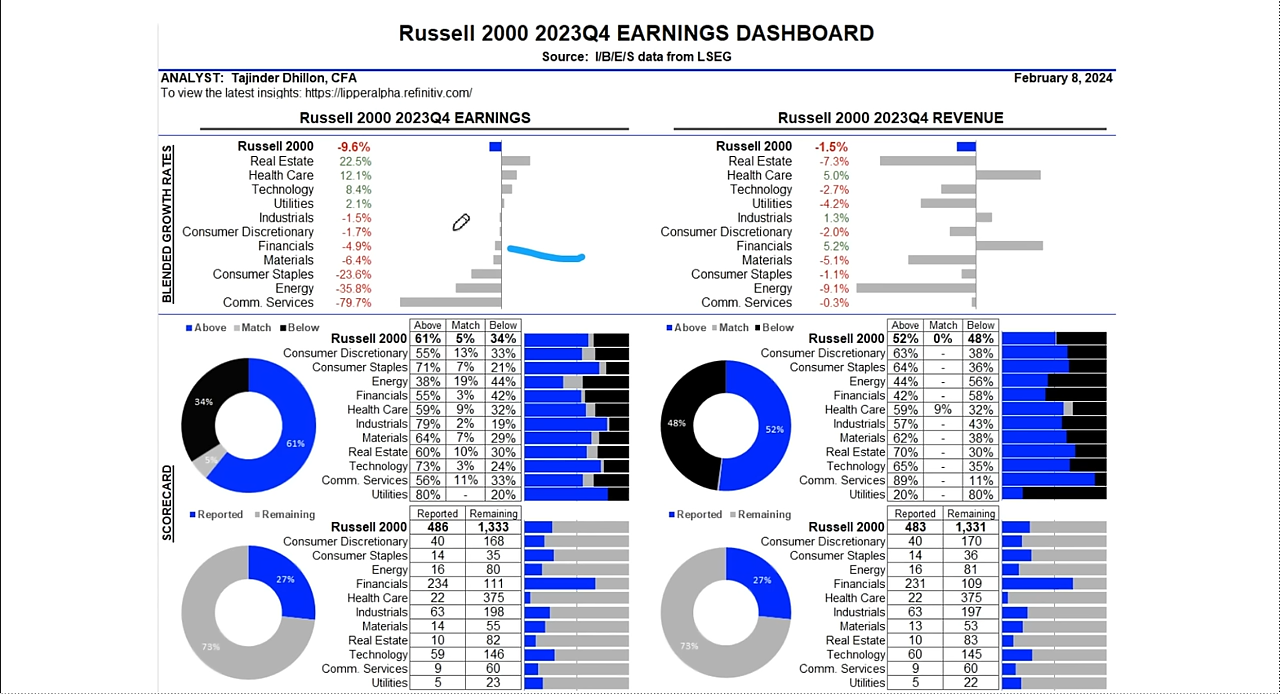 Russell 2000 2023Q4 EARNINGS DASHBOARD
Source: I/B/E/S data from LSEG
ANALYST: Tajinder Dhillon, CFA
February 8, 2024
To view the latest insights: https://lipperalpha.refinitiv.com/
Russell 2000 2023Q4 EARNINGS
BLENDED GROWTH RATES
Russell 2000 -9.6%
Real Estate 22.5%
Health Care 12.1%
Technology 8.4%
Utilities 2.1%
Industrials -1.5%
Consumer Discretionary -1.7%
Financials -4.9%
Materials -6.4%
Consumer Staples -23.6%
Energy -35.8%
Comm. Services -79.7%
Russell 2000 2023Q4 REVENUE
Russell 2000 -1.5%
Real Estate -7.3%
Health Care 5.0%
Technology -2.7%
Utilities -4.2%
Industrials 1.3%
Consumer Discretionary -2.0%
Financials 5.2%
Materials -5.1%
Consumer Staples -1.1%
Energy -9.1%
Comm. Services -0.3%
SCORECARD
Above Match Below
34%
5%
61%
Above Match Below
Russell 2000 61% 5% 34%
Consumer Discretionary 55% 13% 33%
Consumer Staples 71% 7% 21%
Energy 38% 19% 44%
Financials 55% 3% 42%
Health Care 59% 9% 32%
Industrials 79% 2% 19%
Materials 64% 7% 29%
Real Estate 60% 10% 30%
Technology 73% 3% 24%
Comm. Services 56% 11% 33%
Utilities 80% - 20%
Above Match Below
48%
52%
Above Match Below
Russell 2000 52% 0% 48%
Consumer Discretionary 63% - 38%
Consumer Staples 64% - 36%
Energy 44% - 56%
Financials 42% - 58%
Health Care 59% 9% 32%
Industrials 57% - 43%
Materials 62% - 38%
Real Estate 70% - 30%
Technology 65% - 35%
Comm. Services 89% - 11%
Utilities 20% - 80%
Reported Remaining
27%
73%
Reported Remaining
Russell 2000 486 1,333
Consumer Discretionary 40 168
Consumer Staples 14 35
Energy 16 80
Financials 234 111
Health Care 22 375
Industrials 63 198
Materials 14 55
Real Estate 10 82
Technology 59 146
Comm. Services 9 60
Utilities 5 23
Reported Remaining
27%
73%
Reported Remaining
Russell 2000 483 1,331
Consumer Discretionary 40 170
Consumer Staples 14 36
Energy 16 81
Financials 231 109
Health Care 22 375
Industrials 63 197
Materials 13 53
Real Estate 10 83
Technology 60 145
Comm. Services 9 60
Utilities 5 22